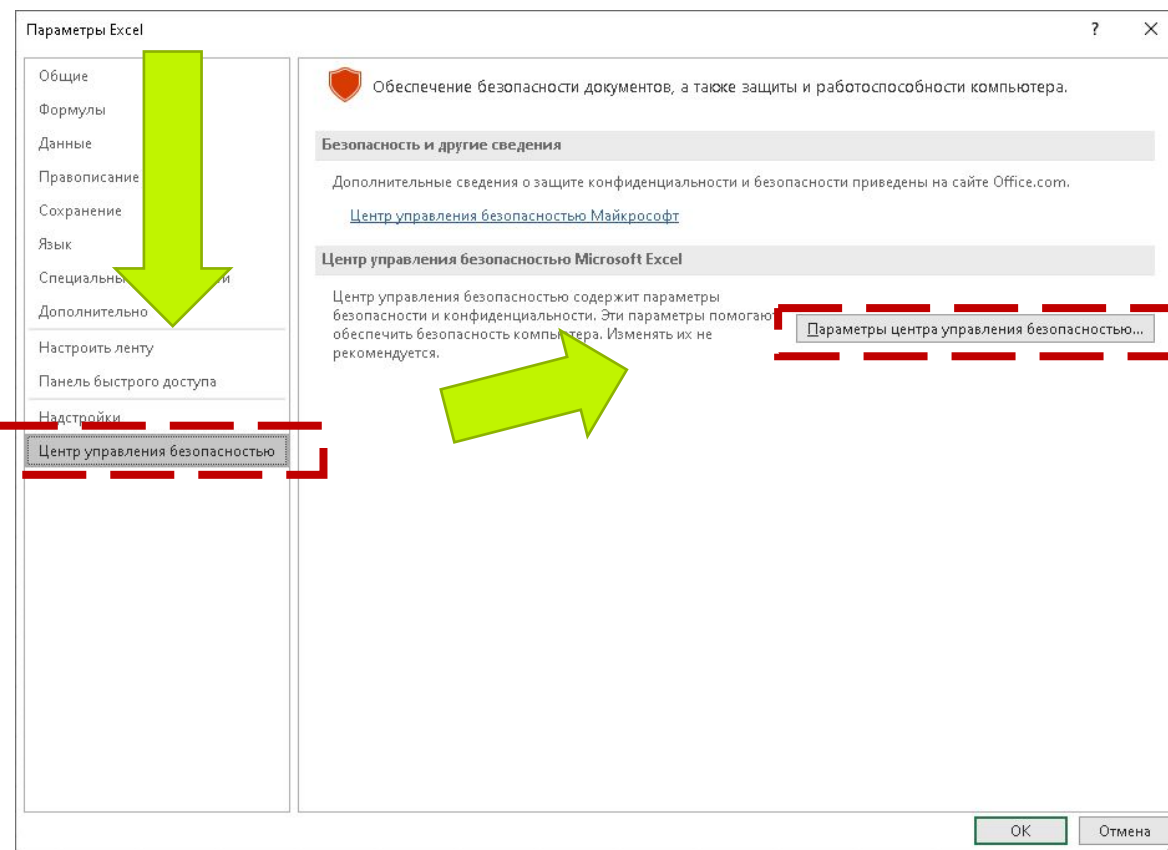 Параметры Excel
?
Общие
Формулы
Данные
Правописание
Сохранение
Язык
Дополнительно
Настроить ленту
Панель быстрого доступа
Надстройки
Центр управления безопасностью
Обеспечение безопасности документов, а также защиты и работоспособности компьютера.
Безопасность и другие сведения
Дополнительные сведения о защите конфиденциальности и безопасности приведены на сайте Office.com.
Центр управления безопасностью Майкрософт
Центр управления безопасностью Microsoft Excel
Центр управления безопасностью содержит параметры
безопасности и конфиденциальности. Эти параметры помогают
обеспечить безопасность компьютера. Изменять их не
рекомендуется.
Параметры центра управления безопасностью...
ОК
Отмена